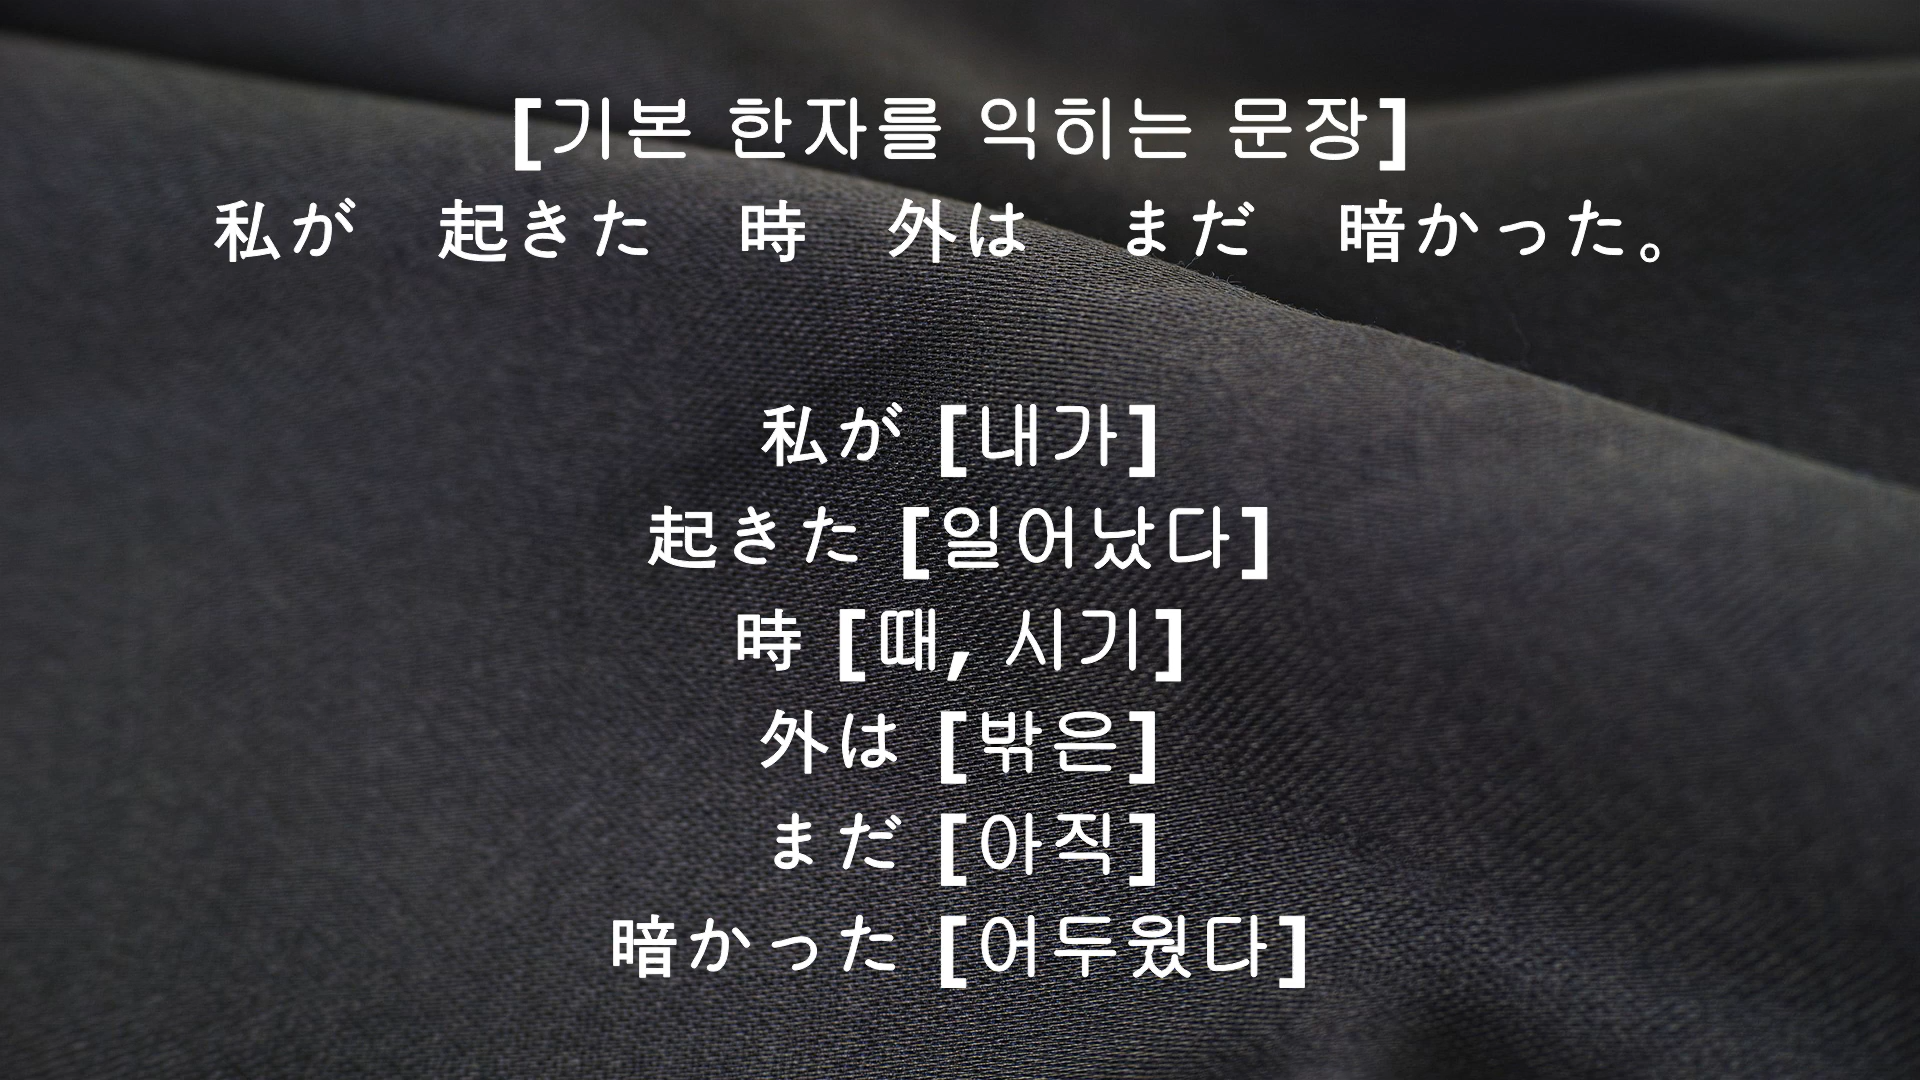 [기본 한자를 익히는 문장]
私が　起きた　時　外は　まだ　暗かった。
私が [내가]
起きた [일어났다]
時 [때, 시기]
外は [밖은]
まだ [아직]
暗かった [어두웠다]